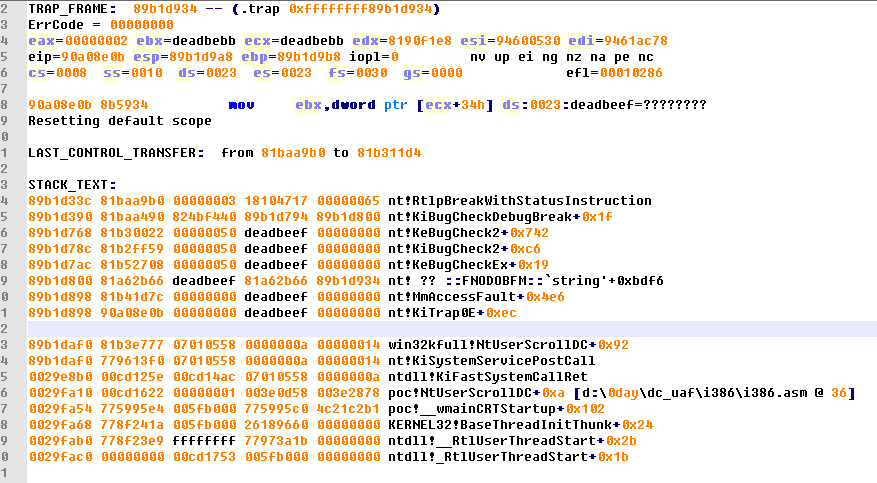 2 TRAP_FRAME:  89b1d934 -- (.trap 0xffffffff89b1d934)
3 ErrCode = 00000000
4 eax=00000002 ebx=deadbebb ecx=deadbebb edx=8190f1e8 esi=94600530 edi=9461ac78
5 eip=90a08e0b esp=89b1d9a8 ebp=89b1d9b8 iopl=0         nv up ei ng nz na pe nc
6 cs=0008  ss=0010  ds=0023  es=0023  fs=0030  gs=0000             efl=00010286
7
8 90a08e0b 8b5934          mov     ebx,dword ptr [ecx+34h] ds:0023:deadbeef=????????
9 Resetting default scope
0
1 LAST_CONTROL_TRANSFER:  from 81baa9b0 to 81b311d4
2
3 STACK_TEXT:
4 89b1d33c 81baa9b0 00000003 18104717 00000065 nt!RtlpBreakWithStatusInstruction
5 89b1d390 81baa490 824bf440 89b1d794 89b1d800 nt!KiBugCheckDebugBreak+0x1f
6 89b1d768 81b30022 00000050 deadbeef 00000000 nt!KeBugCheck2+0x742
7 89b1d78c 81b2ff59 00000050 deadbeef 00000000 nt!KiBugCheck2+0xc6
8 89b1d7ac 81b52708 00000050 deadbeef 00000000 nt!KeBugCheckEx+0x19
9 89b1d800 81a62b66 deadbeef 81a62b66 89b1d934 nt! ?? ::FNODOBFM::`string'+0xbdf6
0 89b1d898 81b41d7c 00000000 deadbeef 00000000 nt!MmAccessFault+0x4e6
1 89b1d898 90a08e0b 00000000 deadbeef 00000000 nt!KiTrap0E+0xec
2
3 89b1daf0 81b3e777 07010558 0000000a 00000014 win32kfull!NtUserScrollDC+0x92
4 89b1daf0 779613f0 07010558 0000000a 00000014 nt!KiSystemServicePostCall
5 0029e8b0 00cd125e 00cd14ac 07010558 0000000a ntdll!KiFastSystemCallRet
6 0029fa10 00cd1622 00000001 003e0d58 003e2878 poc!NtUserScrollDC+0xa [d:\0day\dc_uaf\i386\i386.asm @ 36]
7 0029fa54 775995e4 005fb000 775995c0 4c21c2b1 poc!__wmainCRTStartup+0x102
8 0029fa68 778f241a 005fb000 26189660 00000000 KERNEL32!BaseThreadInitThunk+0x24
9 0029fab0 778f23e9 ffffffff 77973a1b 00000000 ntdll!__RtlUserThreadStart+0x2b
0 0029fac0 00000000 00cd1753 005fb000 00000000 ntdll!_RtlUserThreadStart+0x1b
1